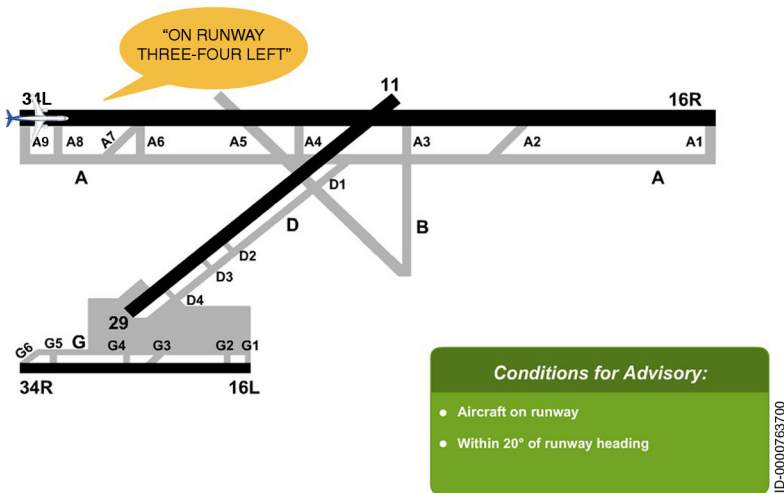 “ON RUNWAY
THREE-FOUR LEFT”
34L
11
16R
A9
A8
A7
A6
A5
A4
A3
A2
A1
A
A
D1
D
B
D2
D3
D4
29
G6
G5
G
G4
G3
G2
G1
34R
16L
Conditions for Advisory:
Aircraft on runway
Within 20° of runway heading
ID-0000763700